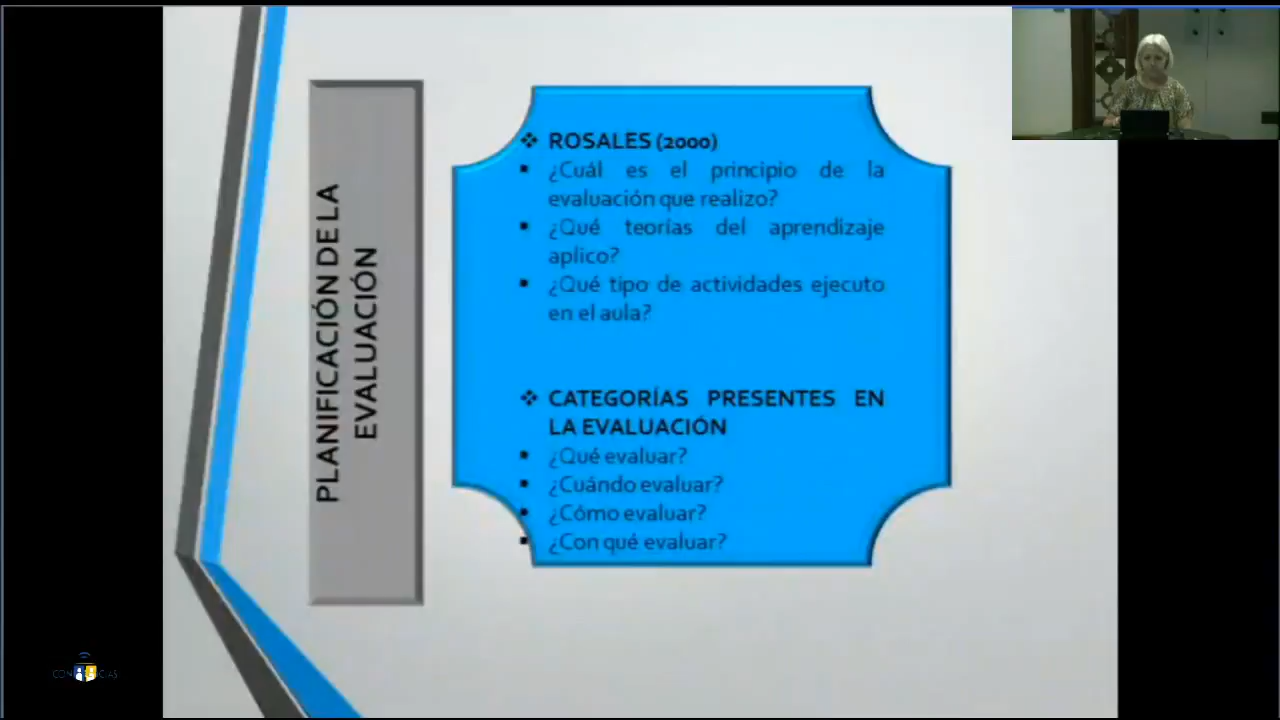 PLANIFICACIÓN DE LA
EVALUACIÓN
❖ ROSALES (2000)
▪ ¿Cuál es el principio de la
evaluación que realizo?
▪ ¿Qué teorías del aprendizaje
aplico?
▪ ¿Qué tipo de actividades ejecuto
en el aula?
❖ CATEGORÍAS PRESENTES EN
LA EVALUACIÓN
▪ ¿Qué evaluar?
▪ ¿Cuándo evaluar?
▪ ¿Cómo evaluar?
▪ ¿Con qué evaluar?